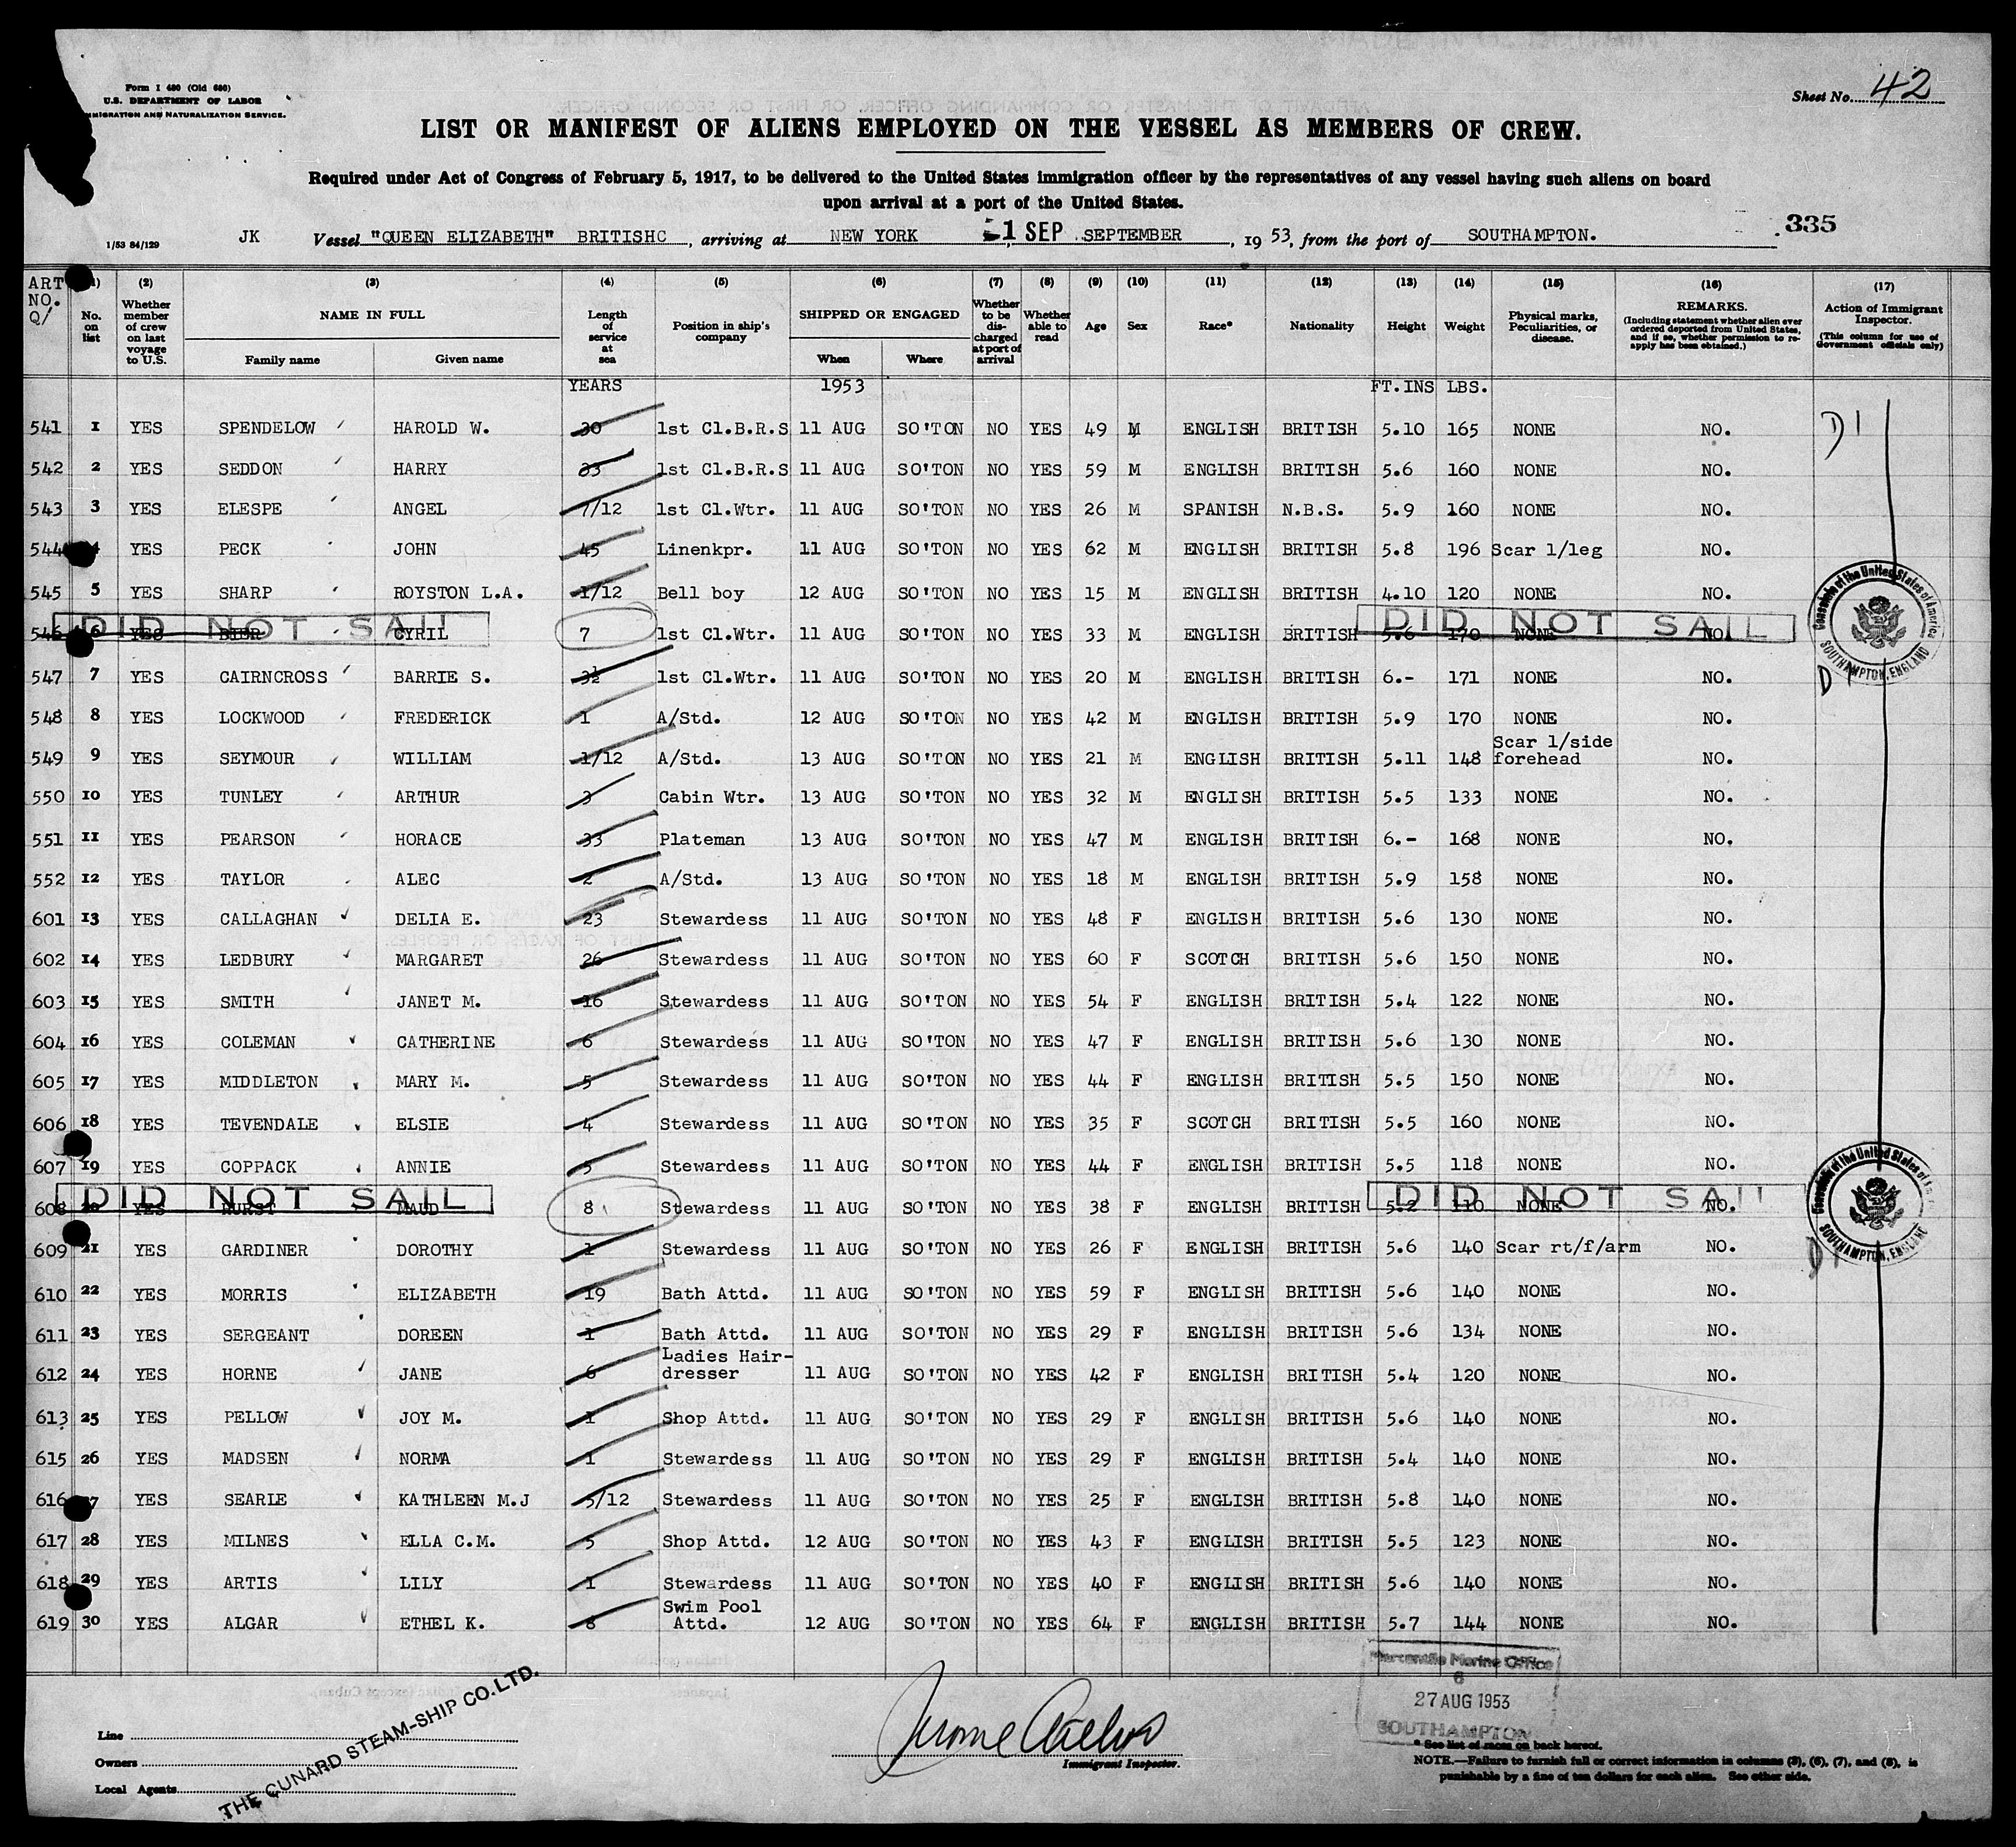 Form I 480 (Old 680)
U.S. DEPARTMENT OF LABOR
MMIGRATION AND NATURALIZATION SERVICE.
Sheet No. 42
LIST OR MANIFEST OF ALIENS EMPLOYED ON THE VESSEL AS MEMBERS OF CREW.
Required under Act of Congress of February 5, 1917, to be delivered to the United States immigration officer by the representatives of any vessel having such aliens on board
upon arrival at a port of the United States.
1/53 84/129 JK Vessel "QUEEN ELIZABETH" BRITISHC, arriving at NEW YORK -1 SEP SEPTEMBER, 19 53, from the port of SOUTHAMPTON. 335
ART NO. Q/ (1) No. on list (2) Whether member of crew on last voyage to U.S. (3) NAME IN FULL Family name Given name (4) Length of service at sea (5) Position in ship's company (6) SHIPPED OR ENGAGED When Where (7) Whether to be discharged at port of arrival (8) Whether able to read (9) Age (10) Sex (11) Race* (12) Nationality (13) Height (14) Weight (15) Physical marks, Peculiarities, or disease. (16) REMARKS. (Including statement whether alien ever ordered deported from United States, and if so, whether permission to re-apply has been obtained.) (17) Action of Immigrant Inspector. (This column for use of Government officials only)
YEARS 1953 FT.INS LBS.
541 1 YES SPENDELOW HAROLD W. 30 1st Cl.B.R.S 11 AUG SO'TON NO YES 49 M ENGLISH BRITISH 5.10 165 NONE NO. D1
542 2 YES SEDDON HARRY 33 1st Cl.B.R.S 11 AUG SO'TON NO YES 59 M ENGLISH BRITISH 5.6 160 NONE NO.
543 3 YES ELESPE ANGEL 7/12 1st Cl.Wtr. 11 AUG SO'TON NO YES 26 M SPANISH N.B.S. 5.9 160 NONE NO.
544 4 YES PECK JOHN 45 Linenkpr. 11 AUG SO'TON NO YES 62 M ENGLISH BRITISH 5.8 196 Scar l/leg NO.
545 5 YES SHARP ROYSTON L.A. 1/12 Bell boy 12 AUG SO'TON NO YES 15 M ENGLISH BRITISH 4.10 120 NONE NO.
DID NOT SAIL DID NOT SAIL
546 6 YES BIER CYRIL 7 1st Cl.Wtr. 11 AUG SO'TON NO YES 33 M ENGLISH BRITISH 5.6 170 NONE NO.
Consulate of the United States of America SOUTHAMPTON, ENGLAND
547 7 YES CAIRNCROSS BARRIE S. 3½ 1st Cl.Wtr. 11 AUG SO'TON NO YES 20 M ENGLISH BRITISH 6.- 171 NONE NO. D1
548 8 YES LOCKWOOD FREDERICK 1 A/Std. 12 AUG SO'TON NO YES 42 M ENGLISH BRITISH 5.9 170 NONE NO.
549 9 YES SEYMOUR WILLIAM 1/12 A/Std. 13 AUG SO'TON NO YES 21 M ENGLISH BRITISH 5.11 148 Scar l/side forehead NO.
550 10 YES TUNLEY ARTHUR 3 Cabin Wtr. 13 AUG SO'TON NO YES 32 M ENGLISH BRITISH 5.5 133 NONE NO.
551 11 YES PEARSON HORACE 33 Plateman 13 AUG SO'TON NO YES 47 M ENGLISH BRITISH 6.- 168 NONE NO.
552 12 YES TAYLOR ALEC 2 A/Std. 13 AUG SO'TON NO YES 18 M ENGLISH BRITISH 5.9 158 NONE NO.
601 13 YES CALLAGHAN DELIA E. 23 Stewardess 11 AUG SO'TON NO YES 48 F ENGLISH BRITISH 5.6 130 NONE NO.
602 14 YES LEDBURY MARGARET 26 Stewardess 11 AUG SO'TON NO YES 60 F SCOTCH BRITISH 5.6 150 NONE NO.
603 15 YES SMITH JANET M. 16 Stewardess 11 AUG SO'TON NO YES 54 F ENGLISH BRITISH 5.4 122 NONE NO.
604 16 YES COLEMAN CATHERINE 6 Stewardess 11 AUG SO'TON NO YES 47 F ENGLISH BRITISH 5.6 130 NONE NO.
605 17 YES MIDDLETON MARY M. 5 Stewardess 11 AUG SO'TON NO YES 44 F ENGLISH BRITISH 5.5 150 NONE NO.
606 18 YES TEVENDALE ELSIE 4 Stewardess 11 AUG SO'TON NO YES 35 F SCOTCH BRITISH 5.5 160 NONE NO.
607 19 YES COPPACK ANNIE 5 Stewardess 11 AUG SO'TON NO YES 44 F ENGLISH BRITISH 5.5 118 NONE NO.
DID NOT SAIL DID NOT SAIL
608 20 YES HURST MAUD 8 Stewardess 11 AUG SO'TON NO YES 38 F ENGLISH BRITISH 5.2 110 NONE NO.
Consulate of the United States of America SOUTHAMPTON, ENGLAND
609 21 YES GARDINER DOROTHY 1 Stewardess 11 AUG SO'TON NO YES 26 F ENGLISH BRITISH 5.6 140 Scar rt/f/arm NO. D1
610 22 YES MORRIS ELIZABETH 19 Bath Attd. 11 AUG SO'TON NO YES 59 F ENGLISH BRITISH 5.6 140 NONE NO.
611 23 YES SERGEANT DOREEN 1 Bath Attd. 11 AUG SO'TON NO YES 29 F ENGLISH BRITISH 5.6 134 NONE NO.
612 24 YES HORNE JANE 6 Ladies Hair-dresser 11 AUG SO'TON NO YES 42 F ENGLISH BRITISH 5.4 120 NONE NO.
613 25 YES PELLOW JOY M. 1 Shop Attd. 11 AUG SO'TON NO YES 29 F ENGLISH BRITISH 5.6 140 NONE NO.
615 26 YES MADSEN NORMA 1 Stewardess 11 AUG SO'TON NO YES 29 F ENGLISH BRITISH 5.4 140 NONE NO.
616 27 YES SEARLE KATHLEEN M.J 5/12 Stewardess 11 AUG SO'TON NO YES 25 F ENGLISH BRITISH 5.8 140 NONE NO.
617 28 YES MILNES ELLA C.M. 5 Shop Attd. 12 AUG SO'TON NO YES 43 F ENGLISH BRITISH 5.5 123 NONE NO.
618 29 YES ARTIS LILY 1 Stewardess 11 AUG SO'TON NO YES 40 F ENGLISH BRITISH 5.6 140 NONE NO.
619 30 YES ALGAR ETHEL K. 8 Swim Pool Attd. 12 AUG SO'TON NO YES 64 F ENGLISH BRITISH 5.7 144 NONE NO.
Mercantile Marine Office
6
27 AUG 1953
SOUTHAMPTON
Line
Owners
Local Agents
THE CUNARD STEAM-SHIP CO. LTD.
Jerome
Immigrant Inspector.
* See list of races on back hereof.
NOTE.—Failure to furnish full or correct information in columns (3), (6), (7), and (8), is
punishable by a fine of ten dollars for each alien. See other side.